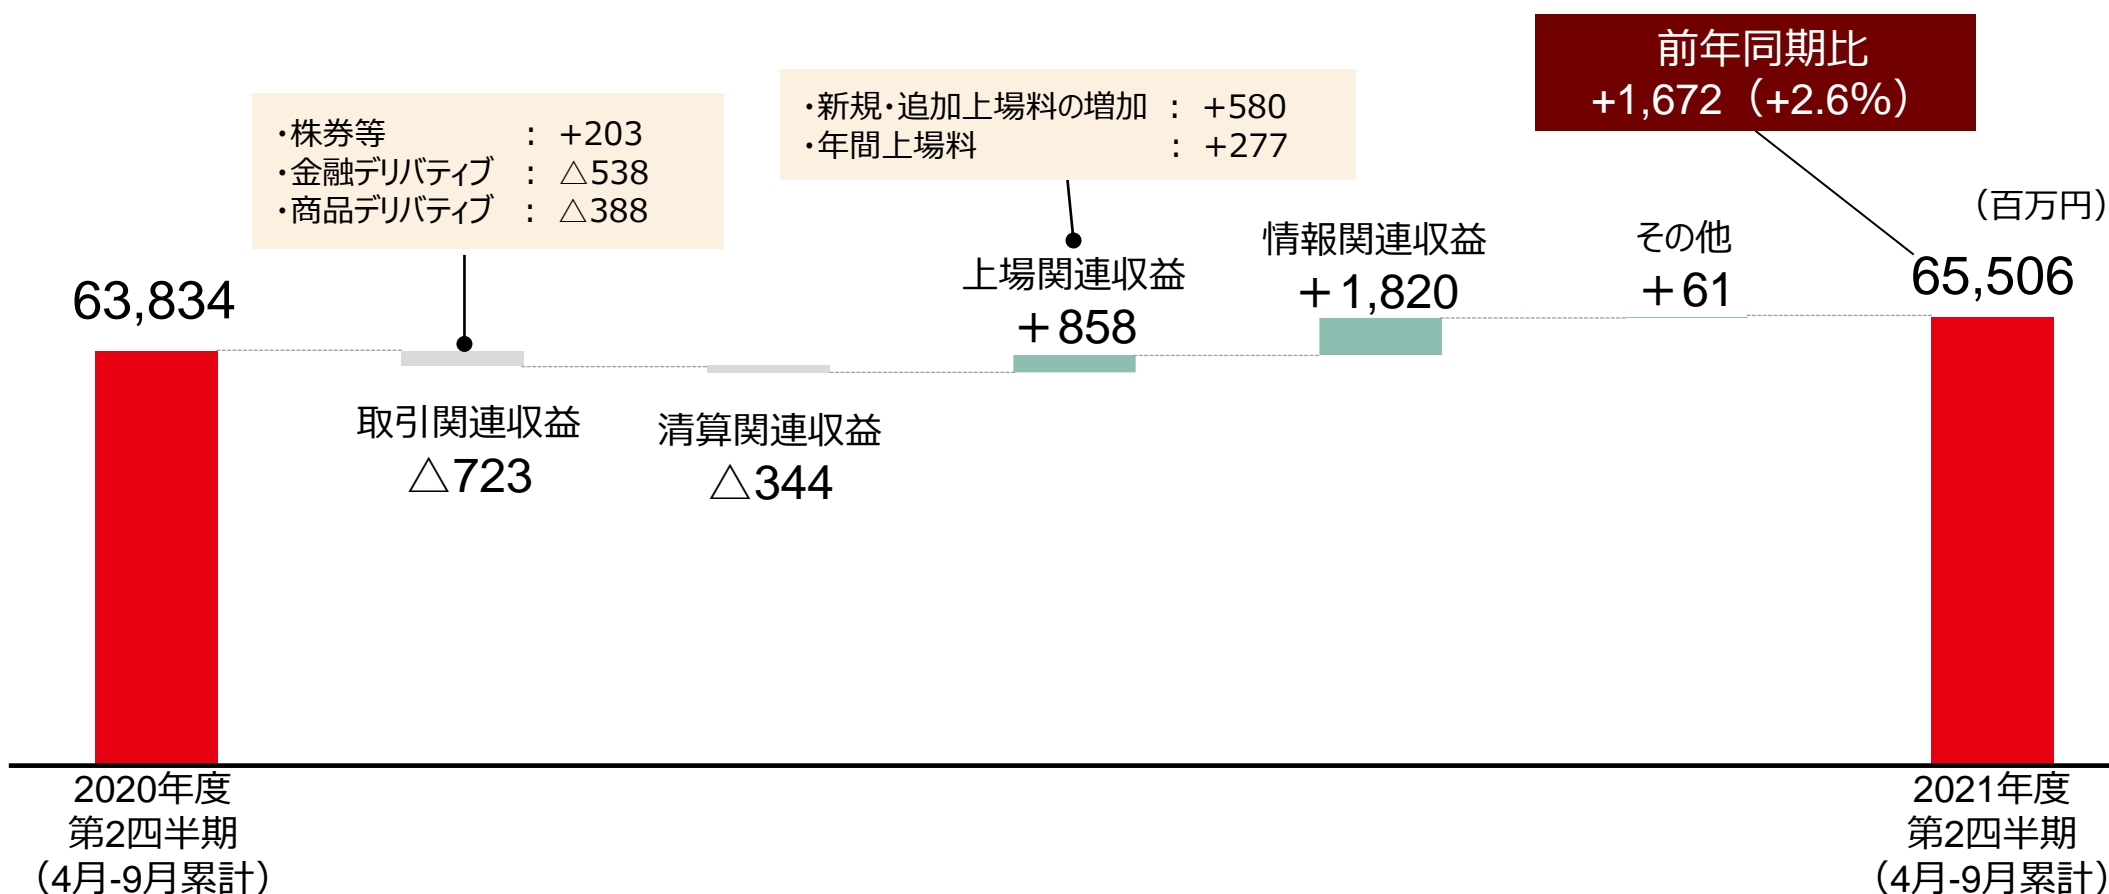 前年同期比
+1,672（+2.6%）
・株券等 : +203
・金融デリバティブ : △538
・商品デリバティブ : △388
・新規・追加上場料の増加 : +580
・年間上場料 : +277
（百万円）
63,834
取引関連収益
△723
清算関連収益
△344
上場関連収益
＋858
情報関連収益
＋1,820
その他
＋61
65,506
2020年度
第2四半期
（4月-9月累計）
2021年度
第2四半期
（4月-9月累計）